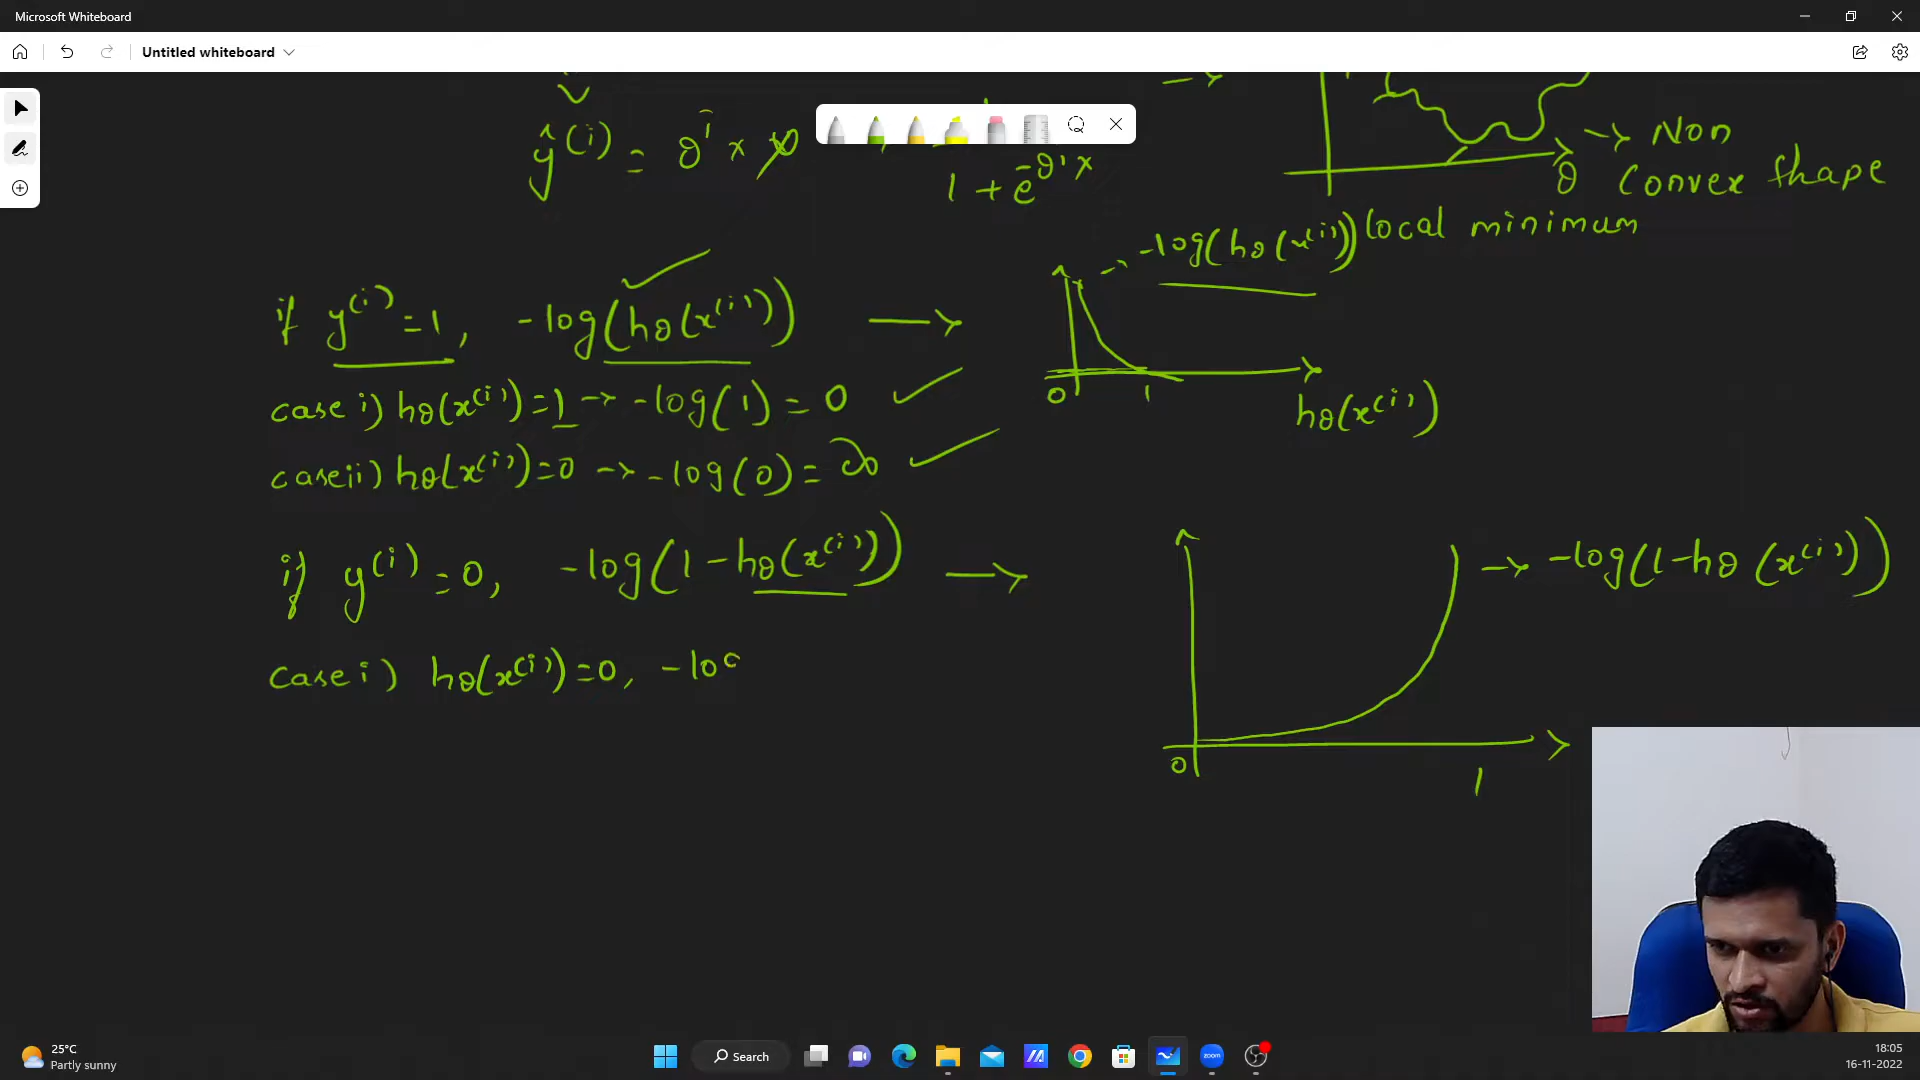 Microsoft Whiteboard
Untitled whiteboard
ŷ(i) = θ^T x
1 + e^-θ^T x
θ
-> Non
Convex shape
local minimum
-> -log(hθ(x(i)))
if y(i) = 1, -log(hθ(x(i))) ->
0 1
hθ(x(i))
case i) hθ(x(i)) = 1 -> -log(1) = 0
case ii) hθ(x(i)) = 0 -> -log(0) = ∞
if y(i) = 0, -log(1 - hθ(x(i))) ->
-> -log(1 - hθ(x(i)))
0 1
case i) hθ(x(i)) = 0, -lo
25°C
Partly sunny
Search
zoom
18:05
16-11-2022